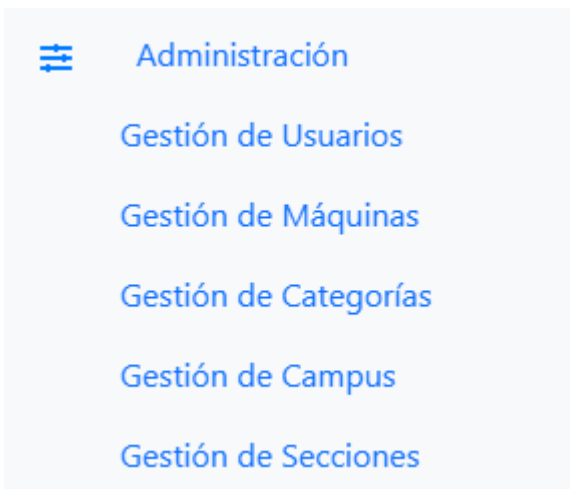 Administración
Gestión de Usuarios
Gestión de Máquinas
Gestión de Categorías
Gestión de Campus
Gestión de Secciones